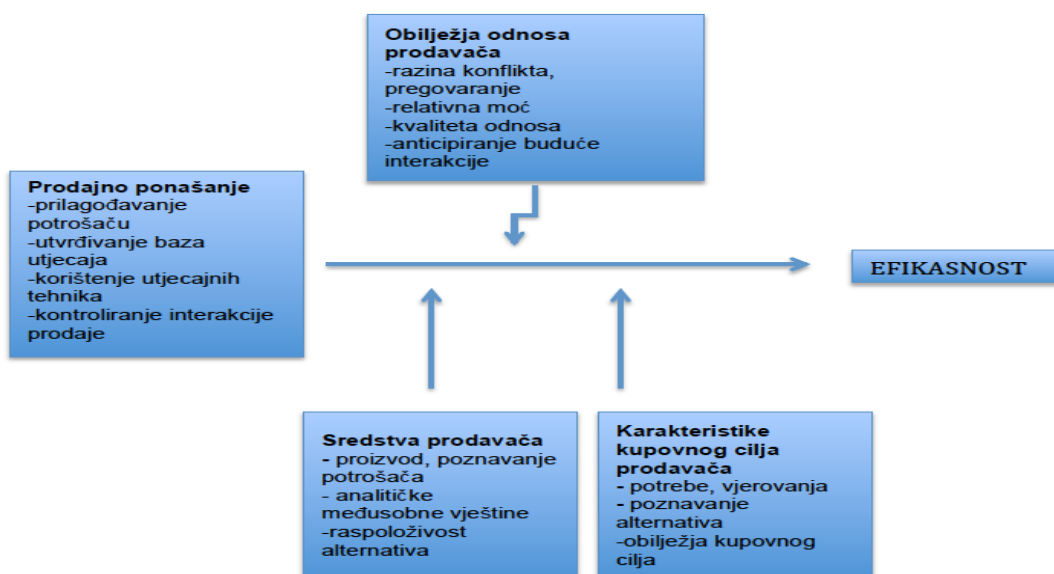 Obilježja odnosa
prodavača
-razina konflikta,
pregovaranje
-relativna moć
-kvaliteta odnosa
-anticipiranje buduće
interakcije
Prodajno ponašanje
-prilagođavanje
potrošaču
-utvrđivanje baza
utjecaja
-korištenje utjecajnih
tehnika
-kontroliranje interakcije
prodaje
EFIKASNOST
Sredstva prodavača
- proizvod, poznavanje
potrošača
- analitičke
međusobne vještine
-raspoloživost
alternativa
Karakteristike
kupovnog cilja
prodavača
- potrebe, vjerovanja
- poznavanje
alternativa
-obilježja kupovnog
cilja